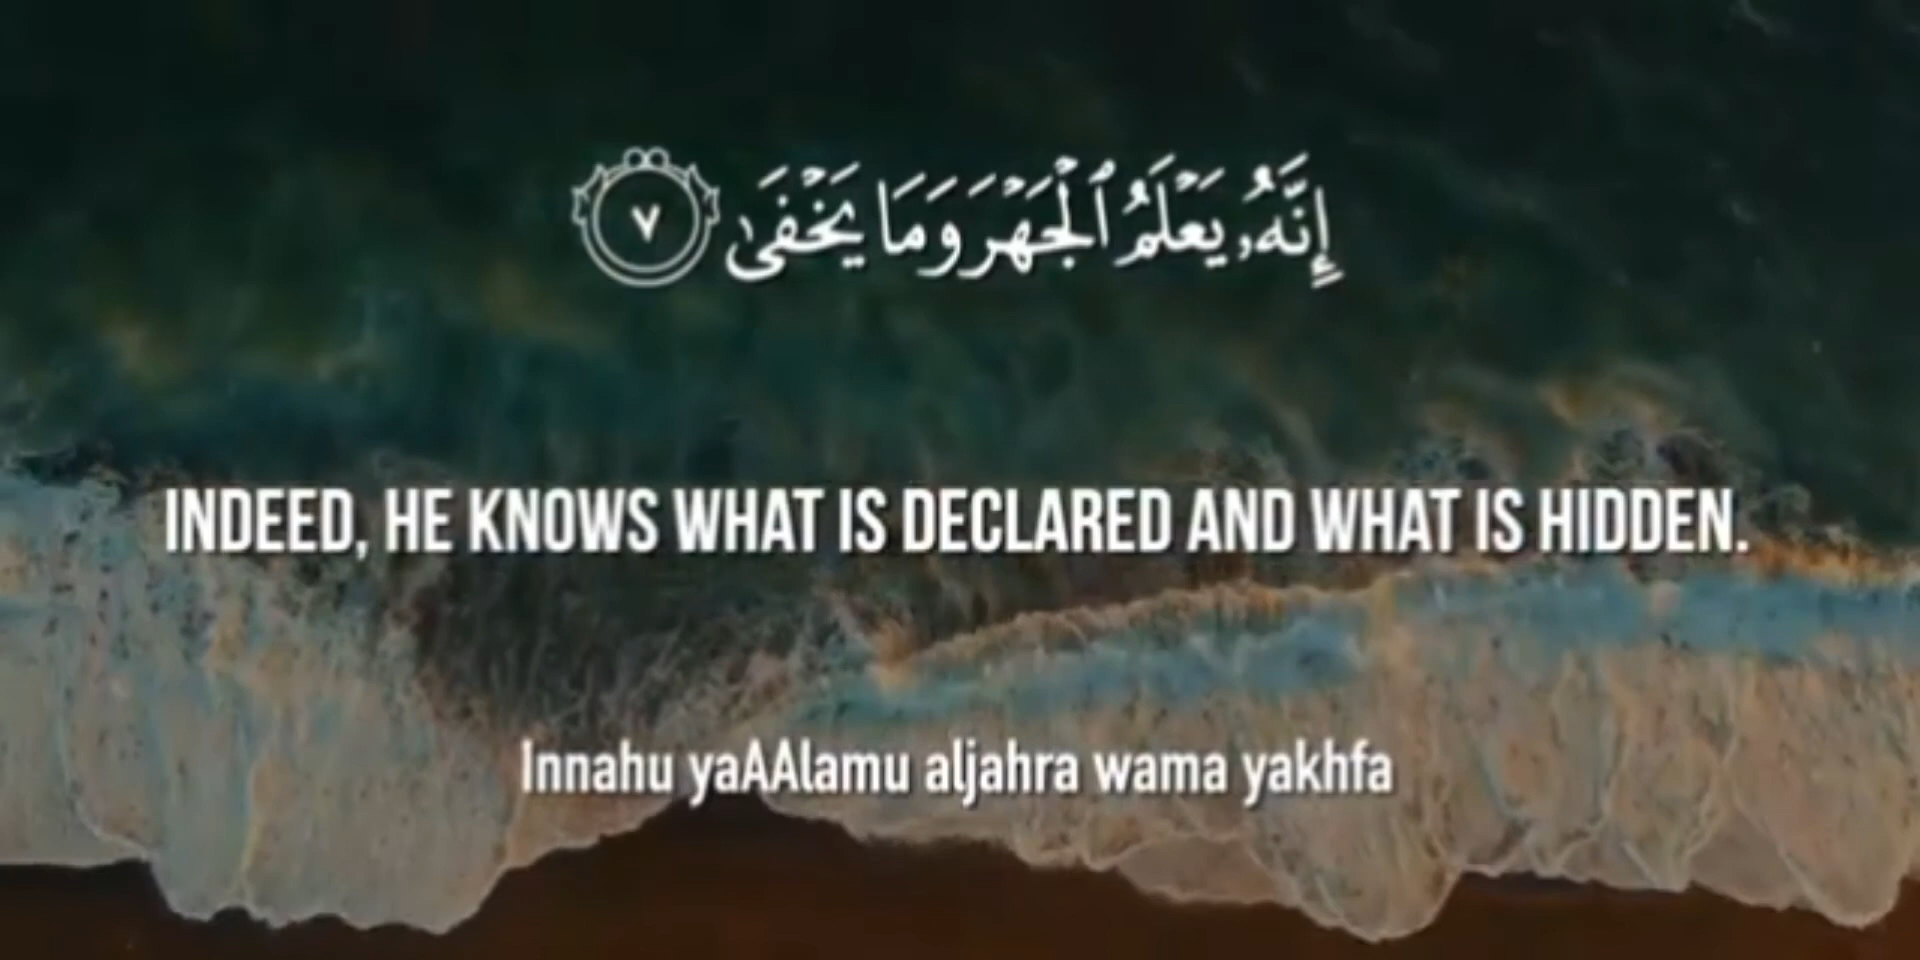 إِنَّهُۥ يَعْلَمُ ٱلْجَهْرَ وَمَا يَخْفَىٰ ٧
INDEED, HE KNOWS WHAT IS DECLARED AND WHAT IS HIDDEN.
Innahu yaAAlamu aljahra wama yakhfa